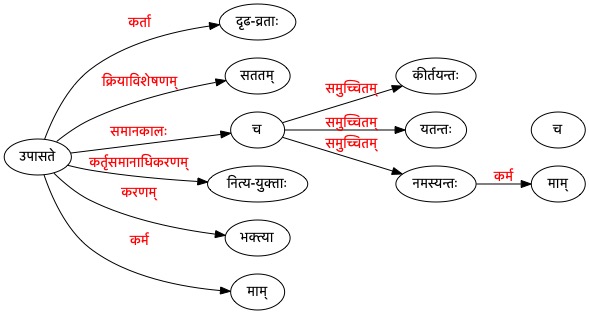 कर्ता
दृढ-व्रताः
क्रियाविशेषणम्
सततम्
समुच्चितम्
कीर्तयन्तः
समानकालः
च
समुच्चितम्
यतन्तः
च
उपासते
समुच्चितम्
कर्तृसमानाधिकरणम्
नित्य-युक्ताः
नमस्यन्तः
कर्म
माम्
करणम्
भक्त्या
कर्म
माम्